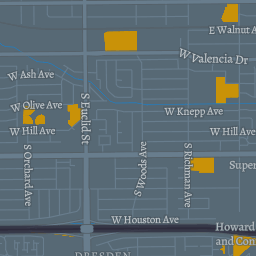 E Walnut A
W Valencia Dr
W Ash Ave
W Olive Ave
S Euclid St
W Knepp Ave
W Hill Ave
W Hill Ave
S Orchard Ave
S Woods Ave
S Richman Ave
Super
W Houston Ave
Howard
and Con
DRESDEN